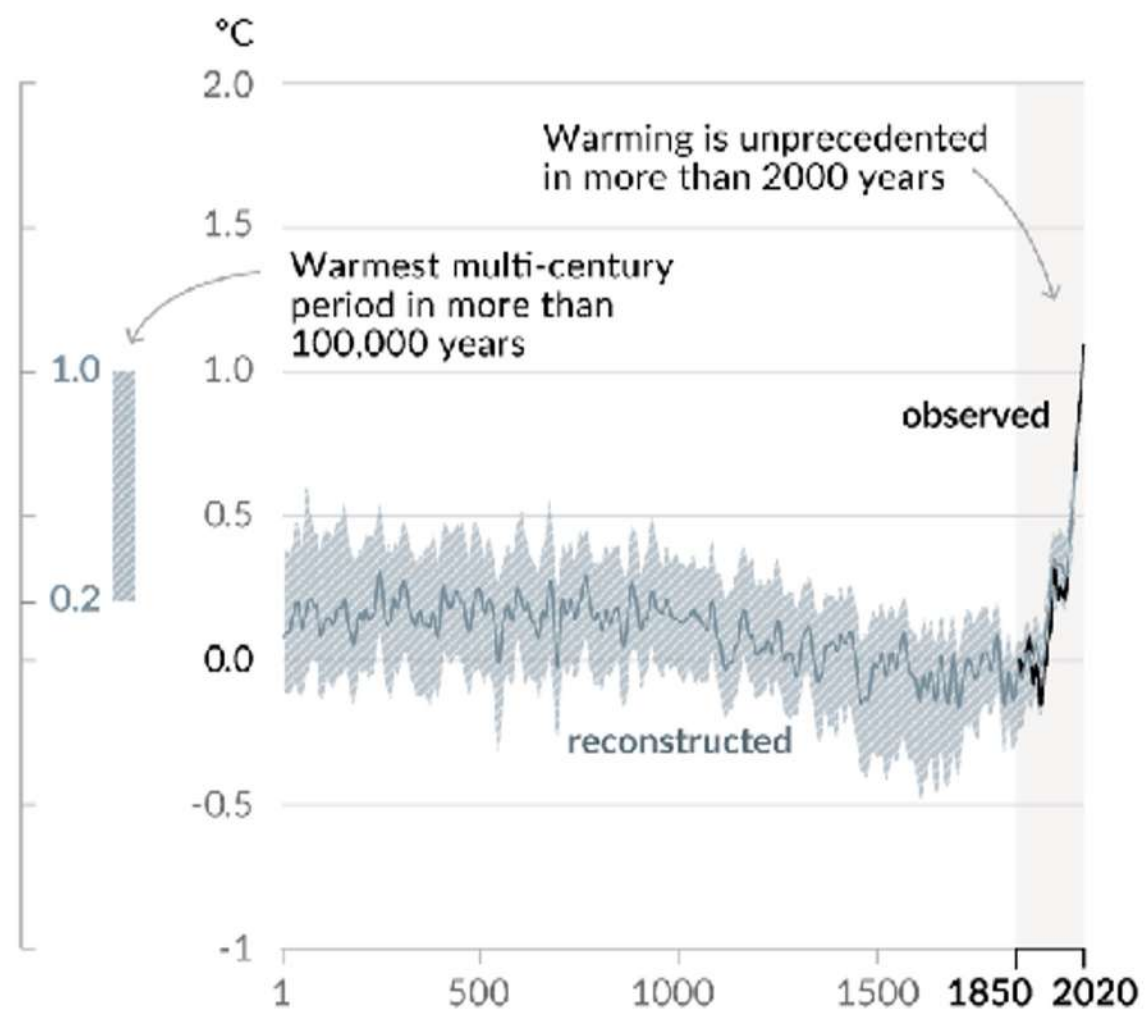 °C
2.0
Warming is unprecedented
in more than 2000 years
1.5
Warmest multi-century
period in more than
100,000 years
1.0
1.0
observed
0.5
0.2
0.0
reconstructed
-0.5
-1
1 500 1000 1500 1850 2020